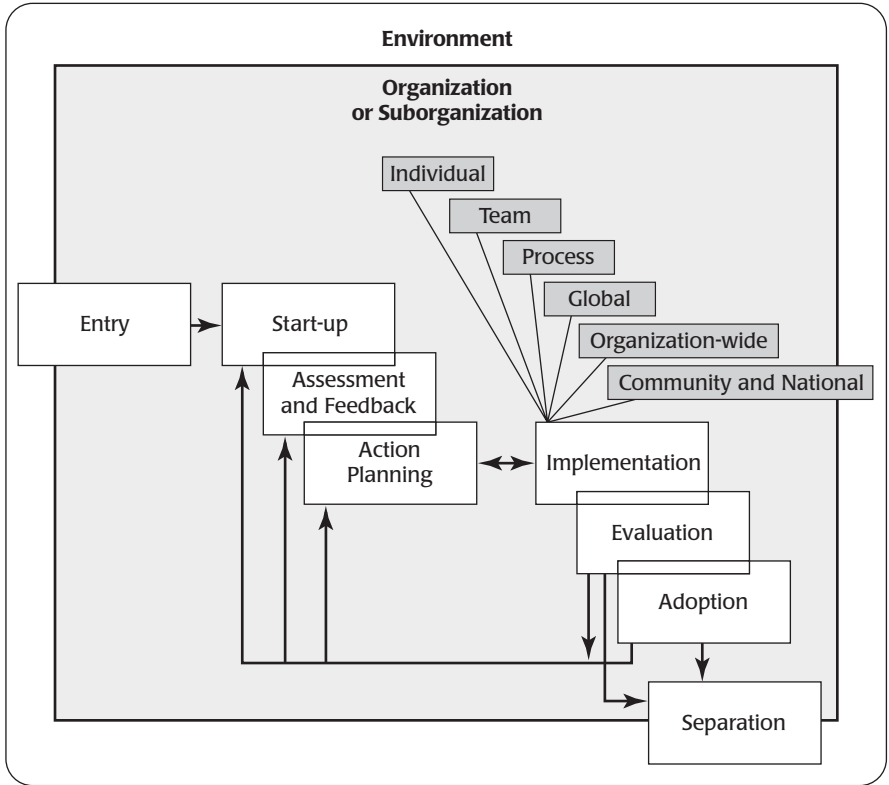 Environment
Organization
or Suborganization
Individual
Team
Process
Global
Organization-wide
Community and National
Entry
Start-up
Assessment
and Feedback
Action
Planning
Implementation
Evaluation
Adoption
Separation